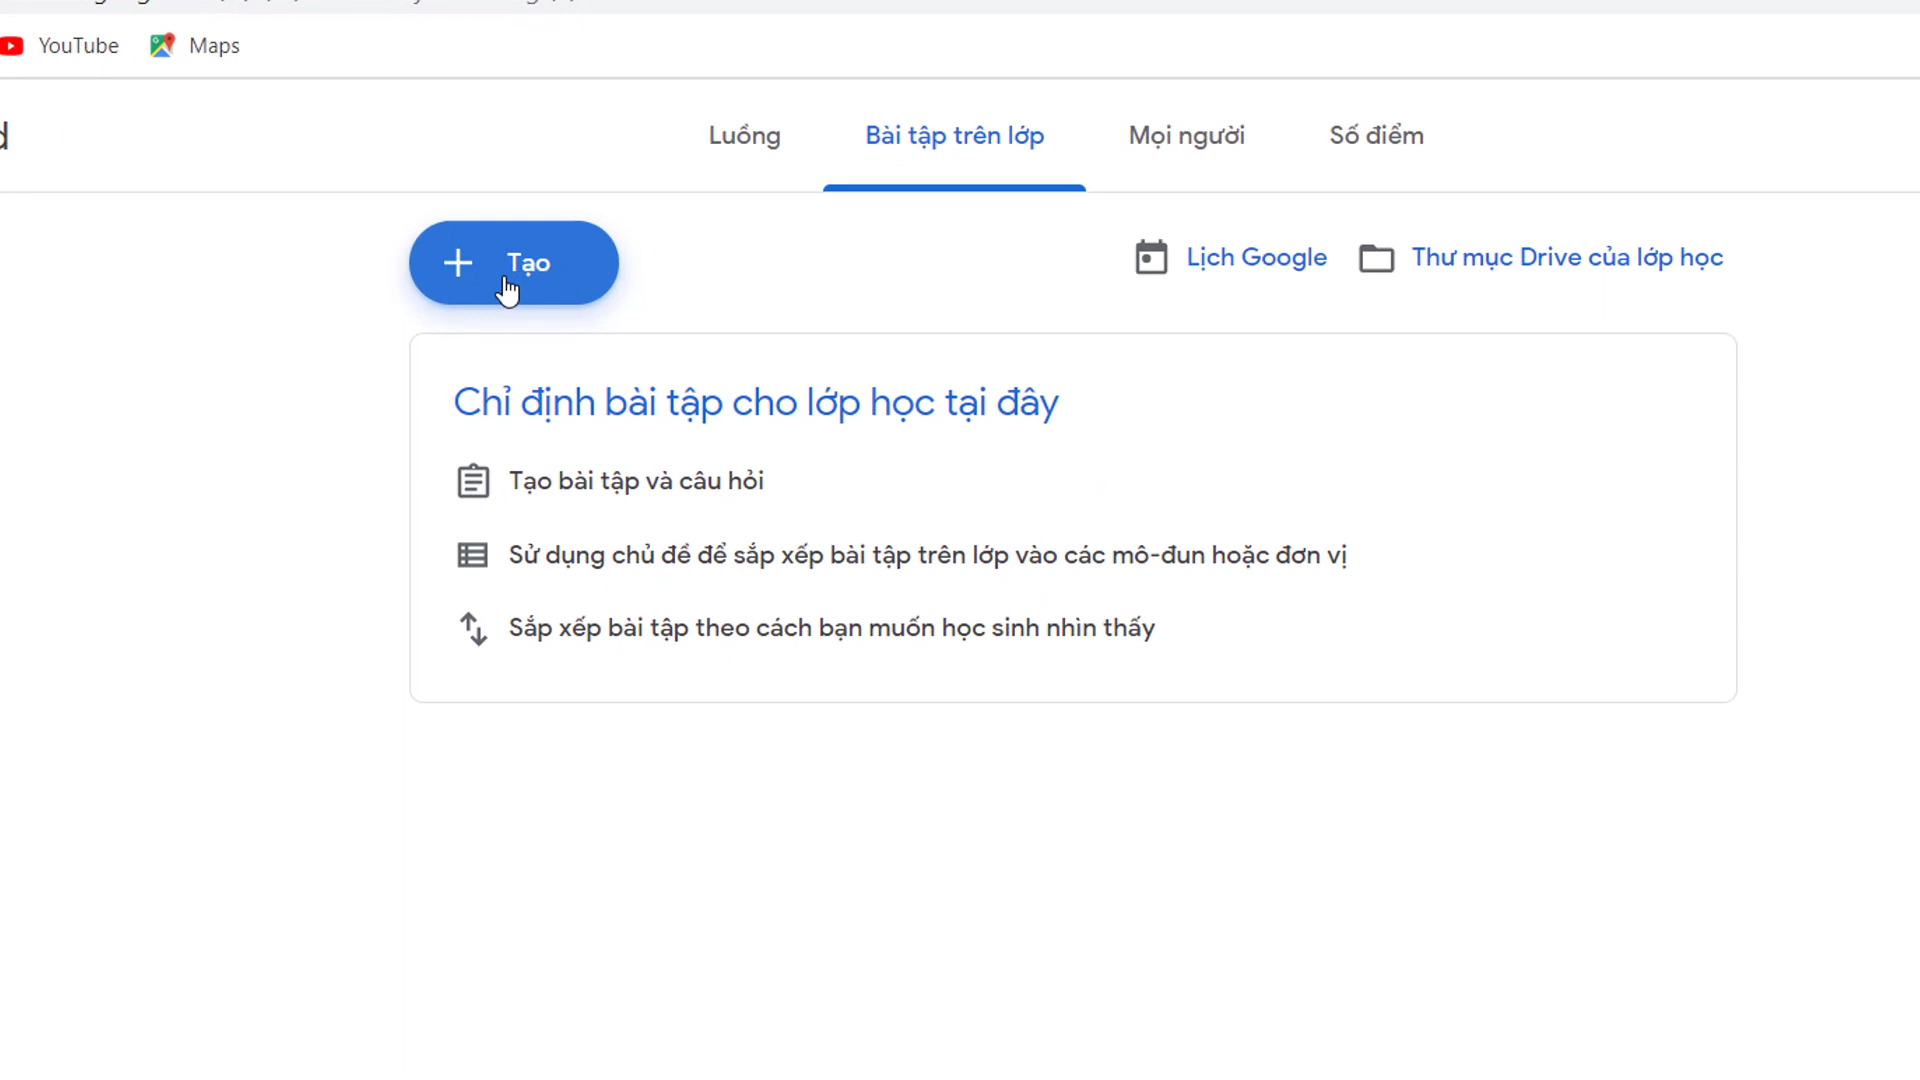 YouTube Maps
d Luồng Bài tập trên lớp Mọi người Số điểm
Tạo Lịch Google Thư mục Drive của lớp học
Chỉ định bài tập cho lớp học tại đây
Tạo bài tập và câu hỏi
Sử dụng chủ đề để sắp xếp bài tập trên lớp vào các mô-đun hoặc đơn vị
Sắp xếp bài tập theo cách bạn muốn học sinh nhìn thấy